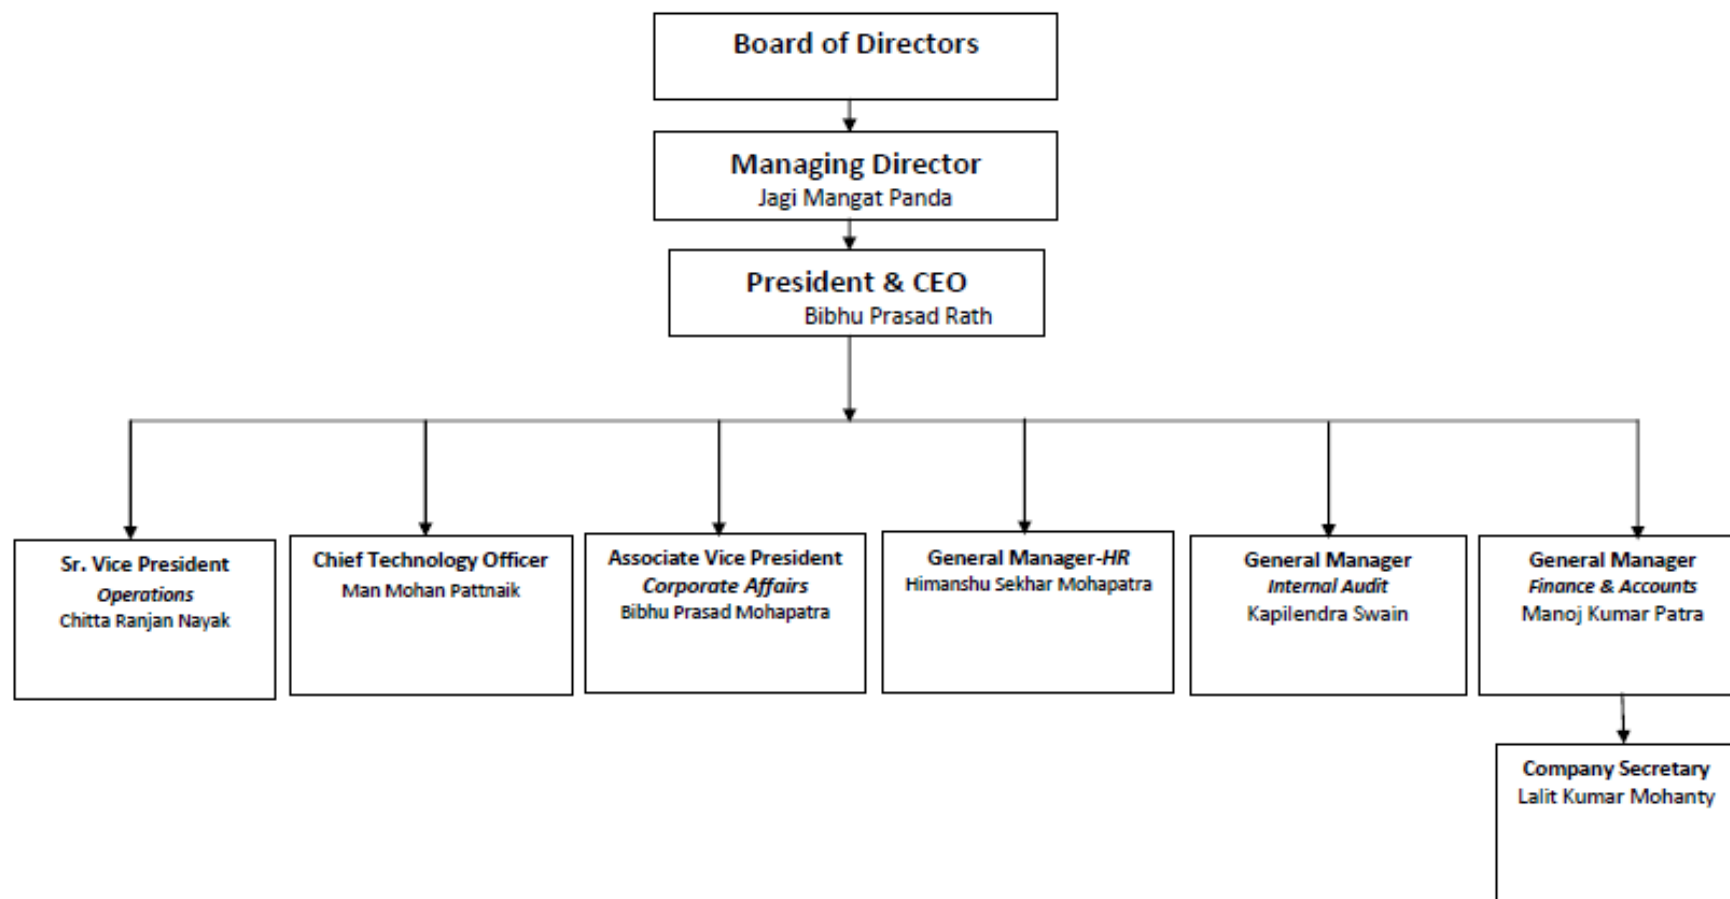 Board of Directors
Managing Director
Jagi Mangat Panda
President & CEO
Bibhu Prasad Rath
Sr. Vice President
Operations
Chitta Ranjan Nayak
Chief Technology Officer
Man Mohan Pattnaik
Associate Vice President
Corporate Affairs
Bibhu Prasad Mohapatra
General Manager-HR
Himanshu Sekhar Mohapatra
General Manager
Internal Audit
Kapilendra Swain
General Manager
Finance & Accounts
Manoj Kumar Patra
Company Secretary
Lalit Kumar Mohanty